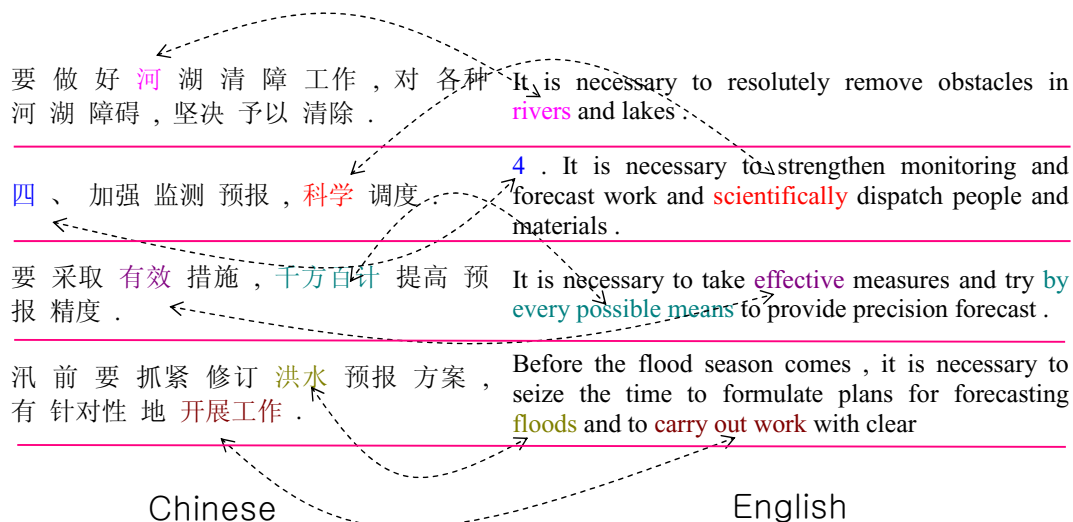 要 做 好 河 湖 清 障 工作 , 对 各种
河 湖 障碍 , 坚决 予以 清除 .
It is necessary to resolutely remove obstacles in
rivers and lakes .
四 、 加强 监测 预报 , 科学 调度 .
4 . It is necessary to strengthen monitoring and
forecast work and scientifically dispatch people and
materials .
要 采取 有效 措施 , 千方百计 提高 预
报 精度 .
It is necessary to take effective measures and try by
every possible means to provide precision forecast .
汛 前 要 抓紧 修订 洪水 预报 方案 ,
有 针对性 地 开展工作 .
Before the flood season comes , it is necessary to
seize the time to formulate plans for forecasting
floods and to carry out work with clear
Chinese
English